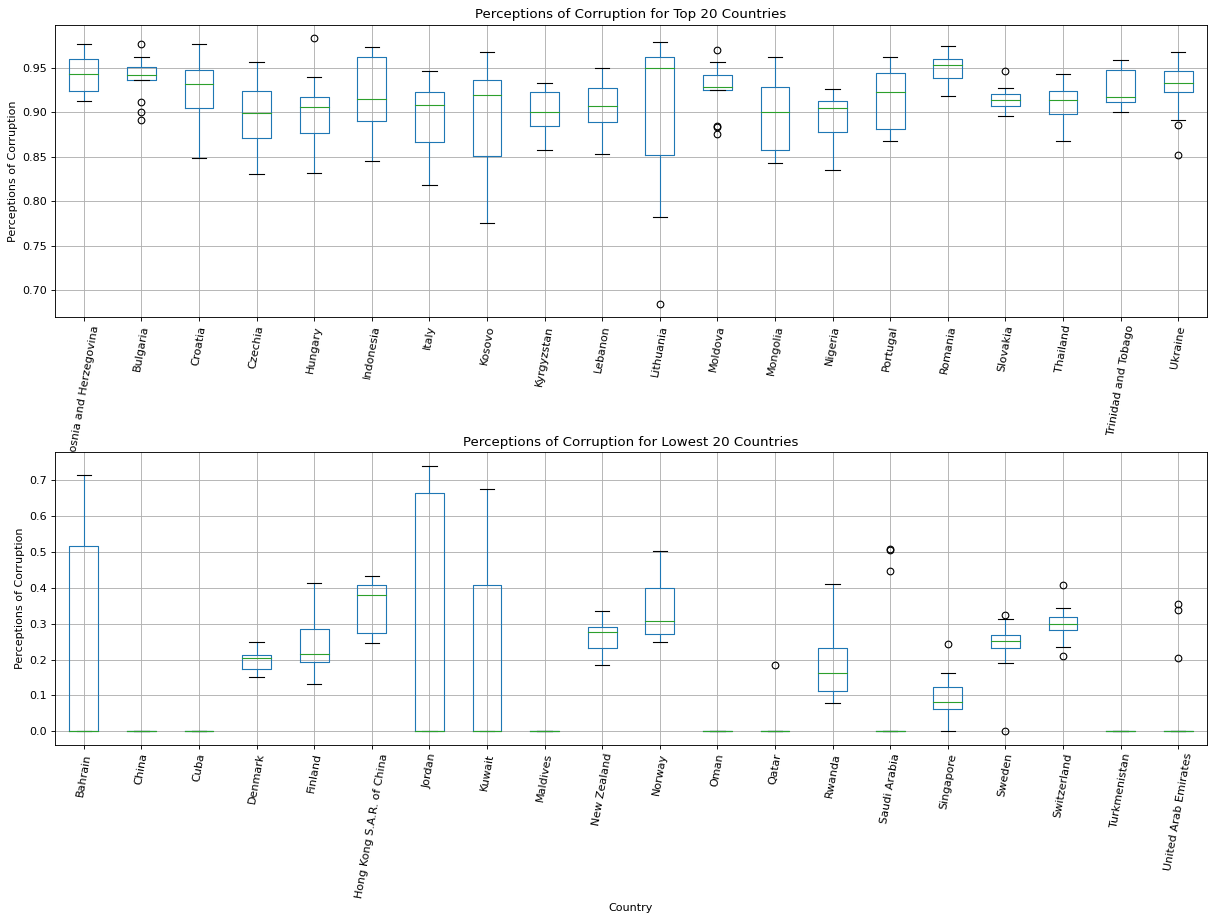 Perceptions of Corruption for Top 20 Countries
Perceptions of Corruption
0.95
0.90
0.85
0.80
0.75
0.70
osnia and Herzegovina
Bulgaria
Croatia
Czechia
Hungary
Indonesia
Italy
Kosovo
Kyrgyzstan
Lebanon
Lithuania
Moldova
Mongolia
Nigeria
Portugal
Romania
Slovakia
Thailand
Trinidad and Tobago
Ukraine
Perceptions of Corruption for Lowest 20 Countries
Perceptions of Corruption
0.7
0.6
0.5
0.4
0.3
0.2
0.1
0.0
Bahrain
China
Cuba
Denmark
Finland
Hong Kong S.A.R. of China
Jordan
Kuwait
Maldives
New Zealand
Norway
Oman
Qatar
Rwanda
Saudi Arabia
Singapore
Sweden
Switzerland
Turkmenistan
United Arab Emirates
Country